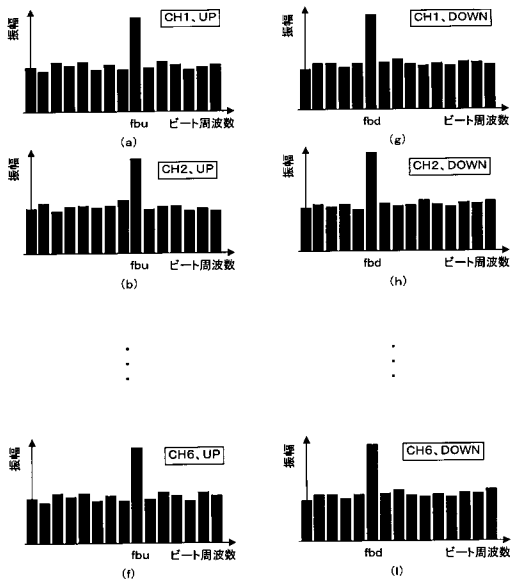 振幅
CH1、UP
fbu
ビート周波数
(a)
振幅
CH1、DOWN
fbd
ビート周波数
(g)
振幅
CH2、UP
fbu
ビート周波数
(b)
振幅
CH2、DOWN
fbd
ビート周波数
(h)
振幅
CH6、UP
fbu
ビート周波数
(f)
振幅
CH6、DOWN
fbd
ビート周波数
(l)